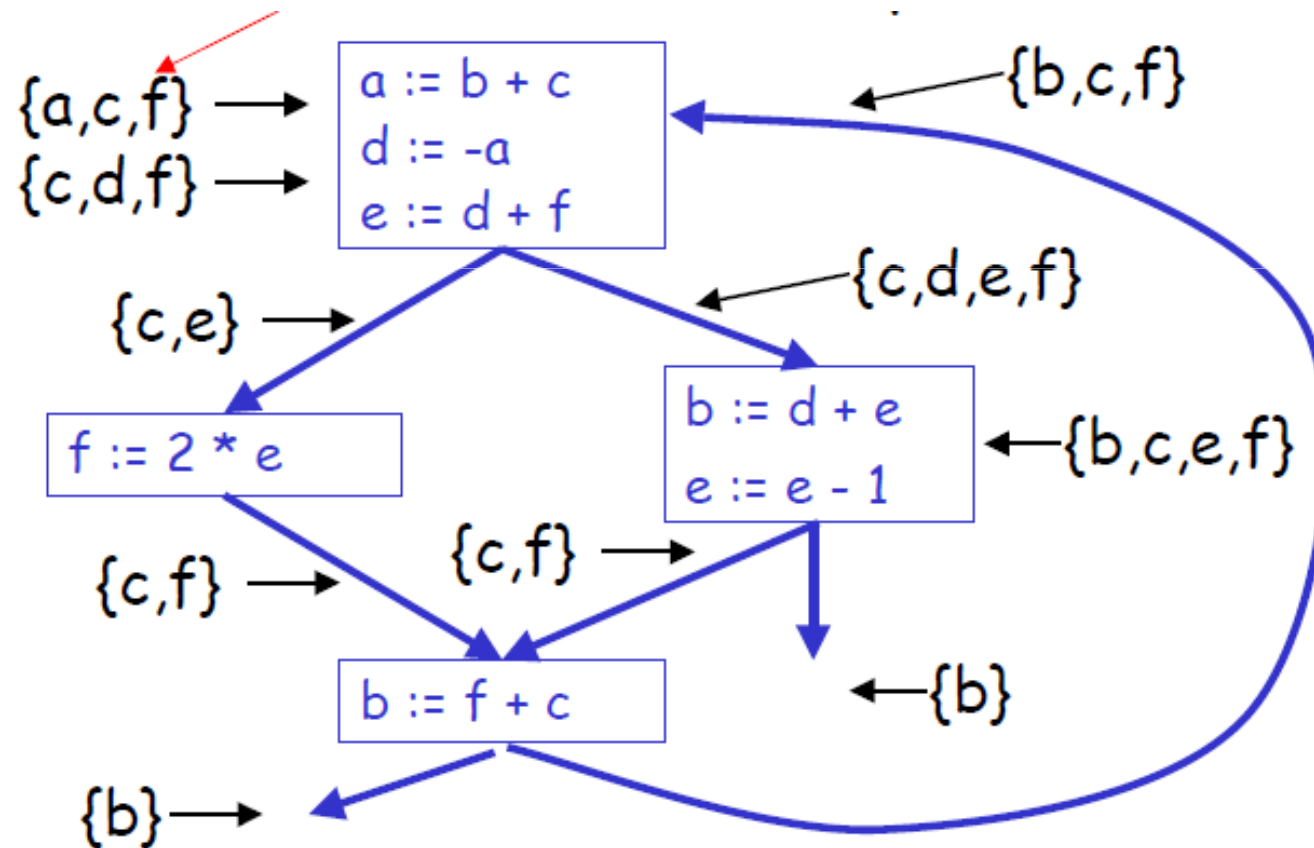 {b,c,f}
{a,c,f}
a := b + c
d := -a
{c,d,f}
e := d + f
{c,d,e,f}
{c,e}
b := d + e
f := 2 * e
{b,c,e,f}
e := e - 1
{c,f}
{c,f}
b := f + c
{b}
{b}